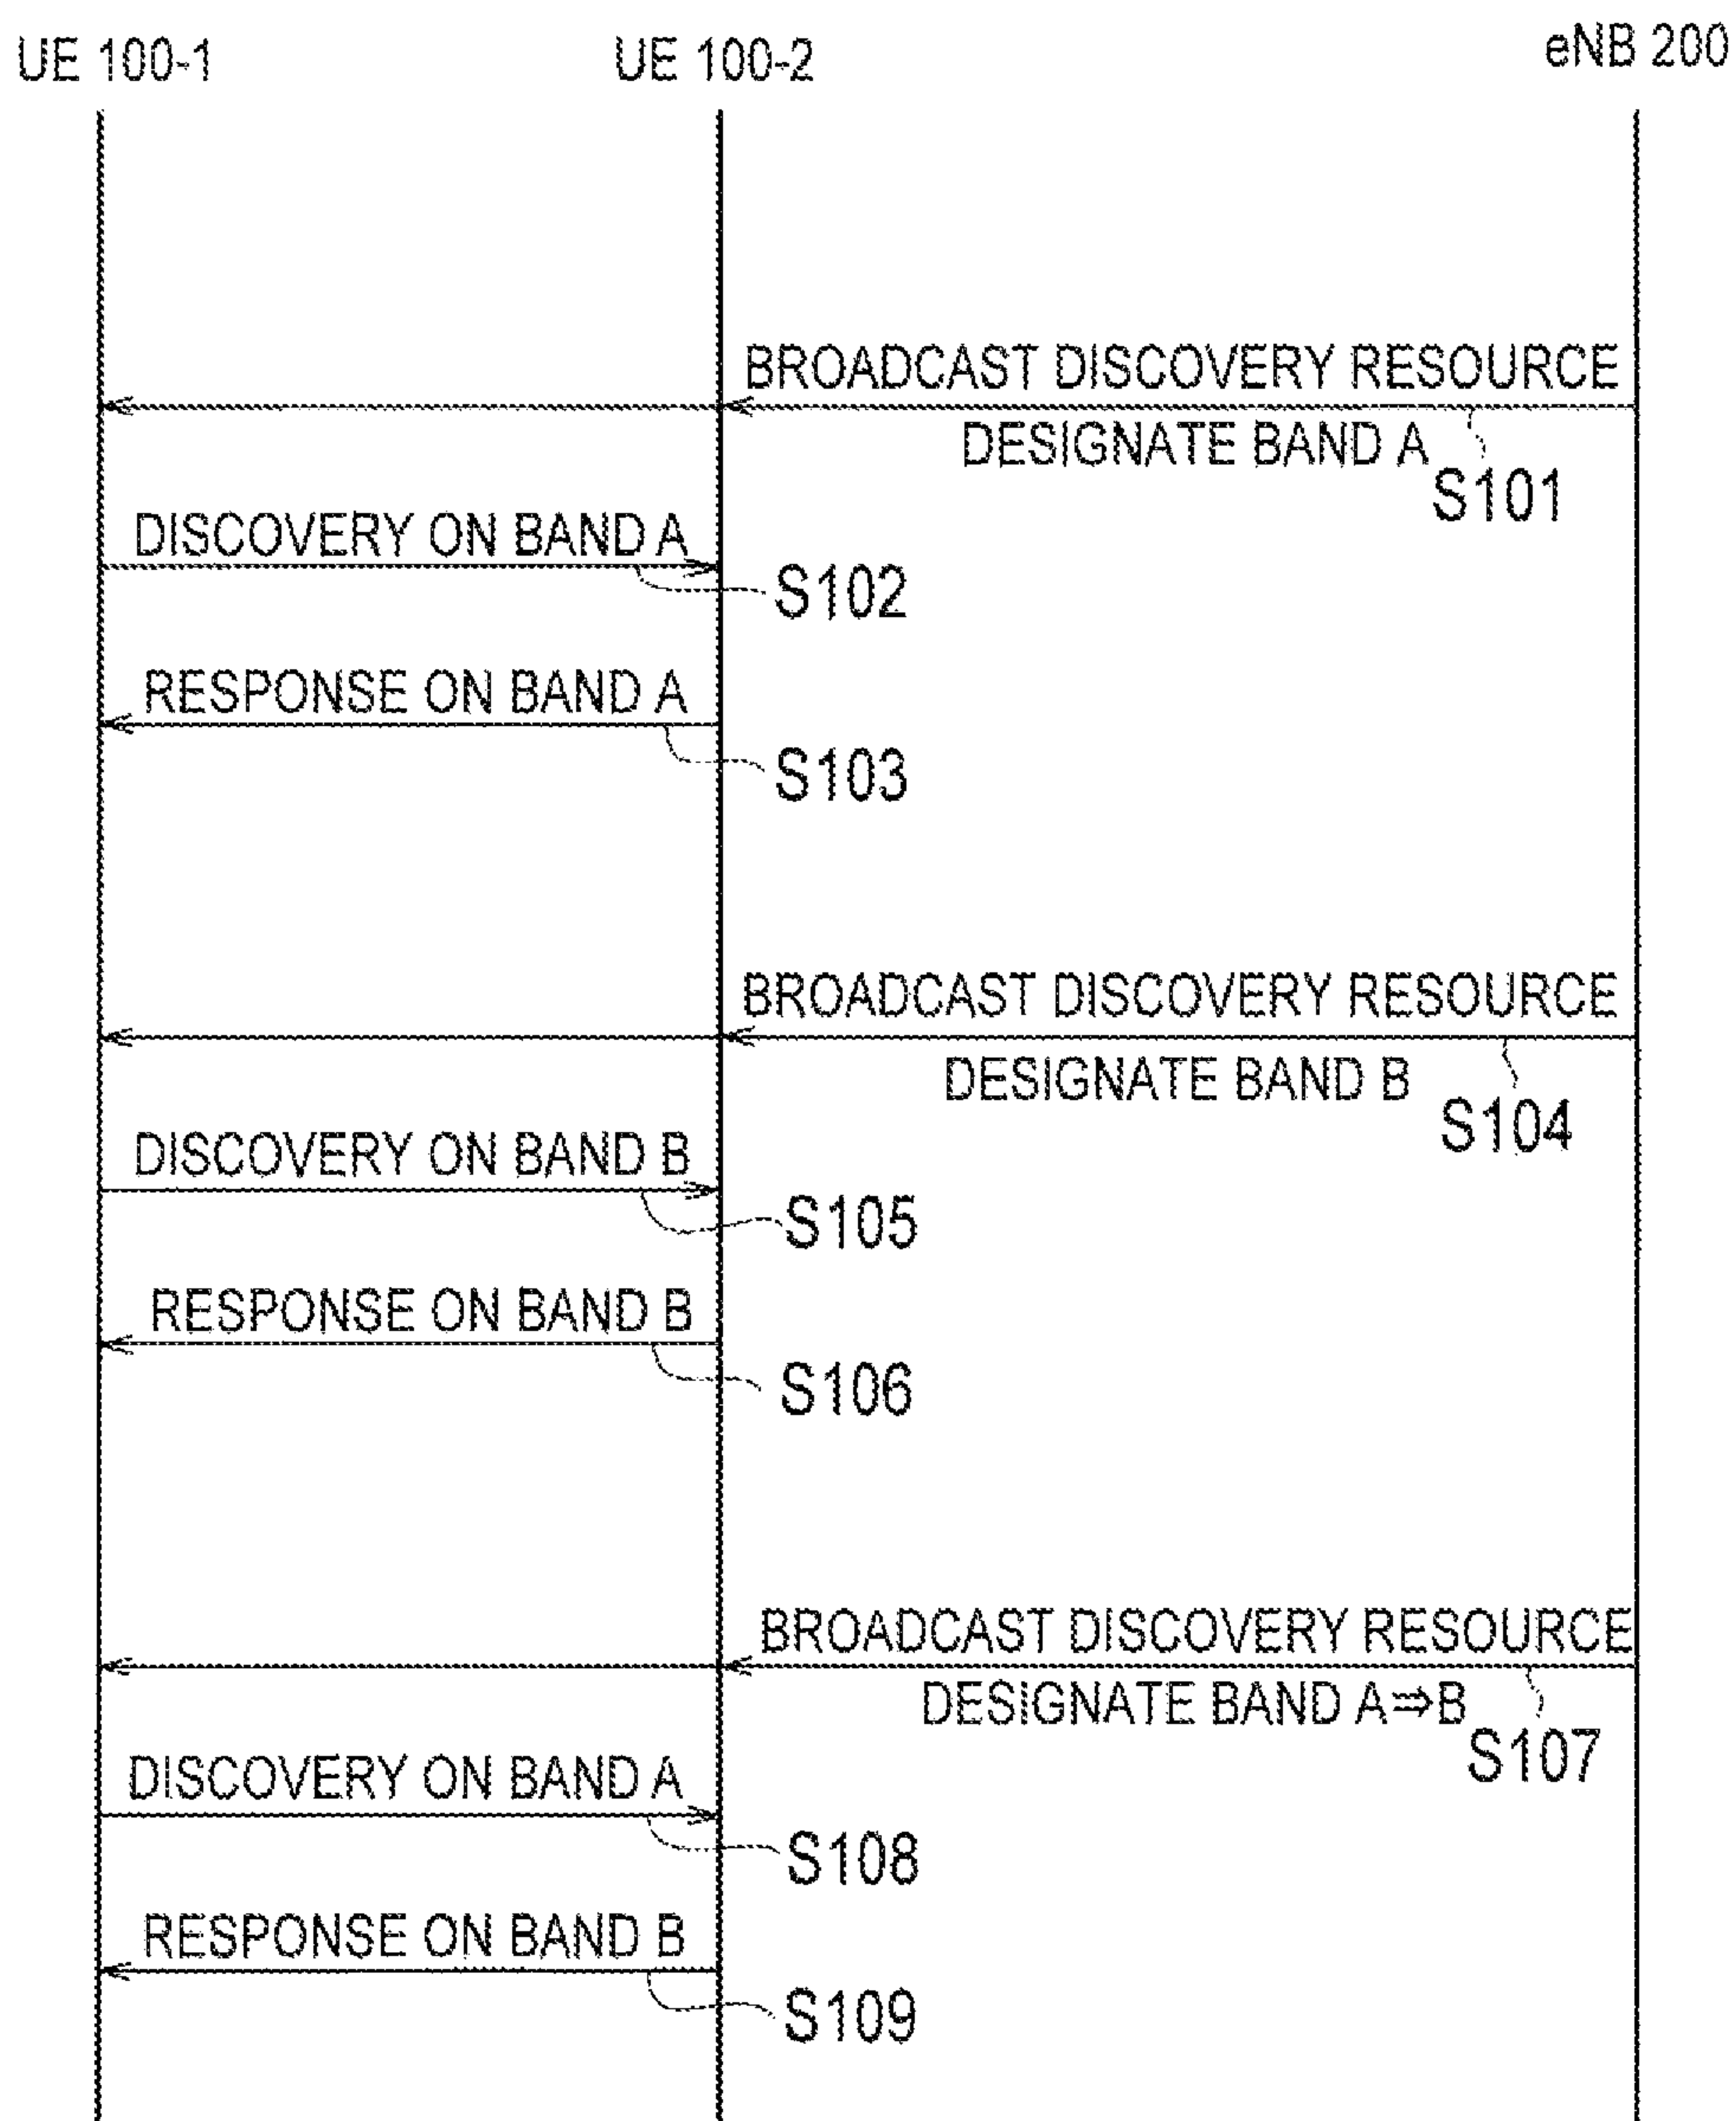 UE 100-1
UE 100-2
eNB 200
BROADCAST DISCOVERY RESOURCE
DESIGNATE BAND A
S101
DISCOVERY ON BAND A
S102
RESPONSE ON BAND A
S103
BROADCAST DISCOVERY RESOURCE
DESIGNATE BAND B
S104
DISCOVERY ON BAND B
S105
RESPONSE ON BAND B
S106
BROADCAST DISCOVERY RESOURCE
DESIGNATE BAND A⇒B
S107
DISCOVERY ON BAND A
S108
RESPONSE ON BAND B
S109